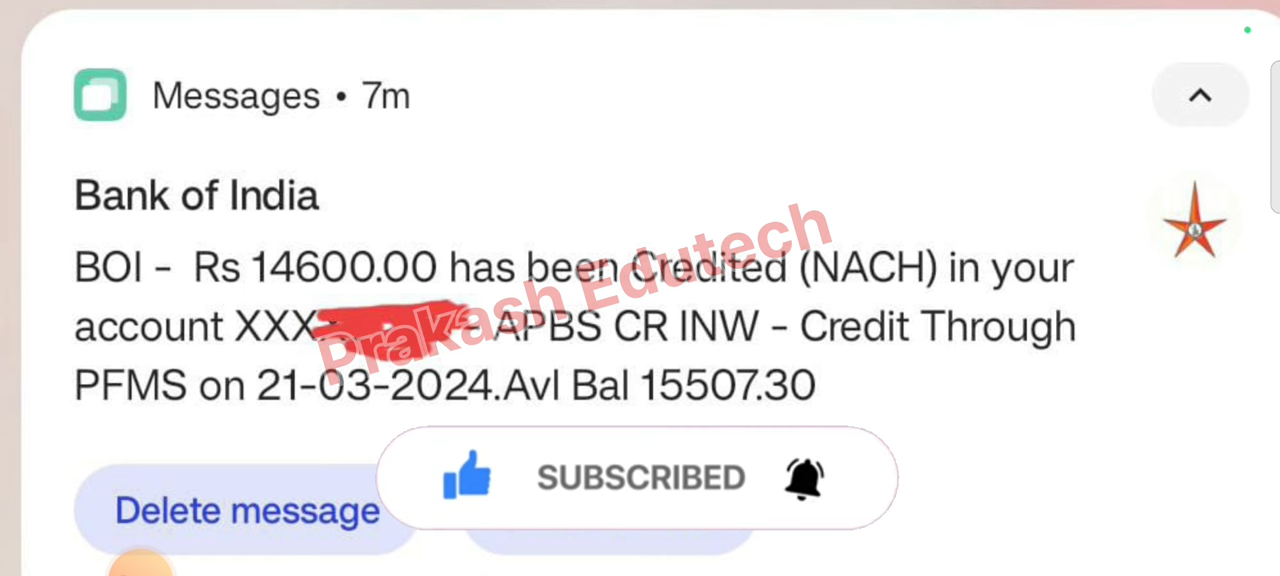 Messages • 7m
Bank of India
BOI - Rs 14600.00 has been Credited (NACH) in your
account XXX - APBS CR INW - Credit Through
PFMS on 21-03-2024.Avl Bal 15507.30
Prakash Edutech
SUBSCRIBED
Delete message